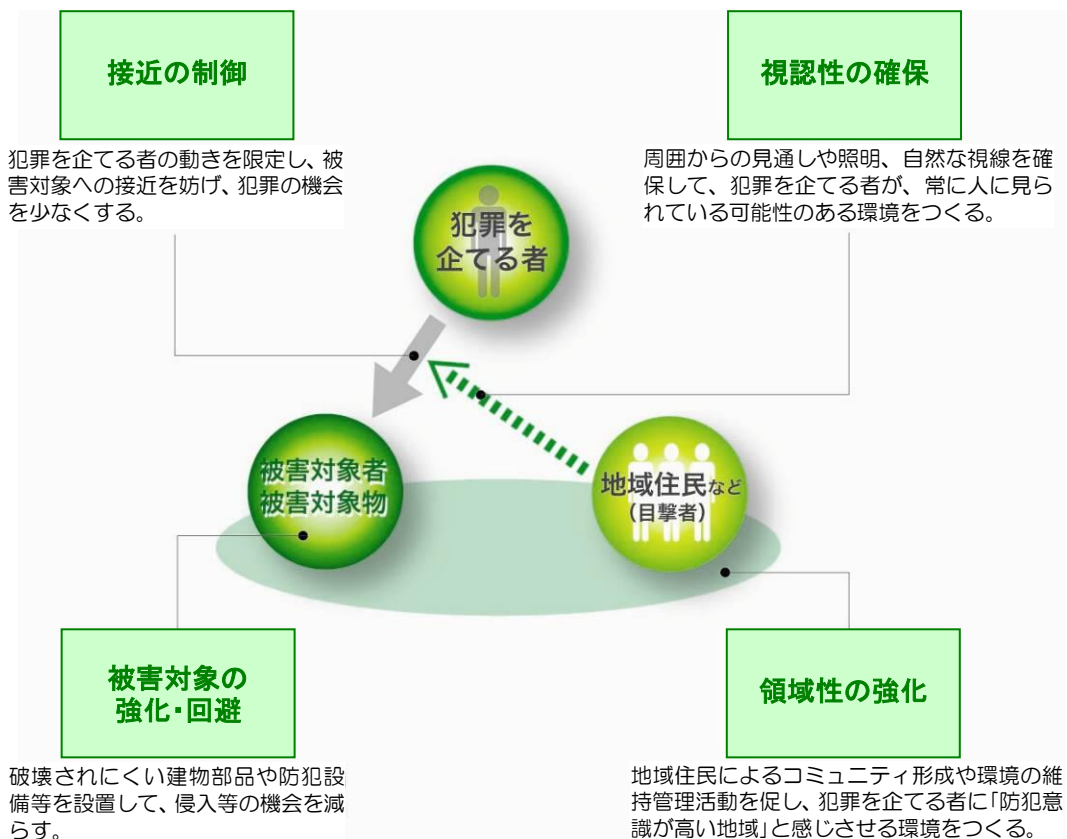 接近の制御
犯罪を企てる者の動きを限定し、被
害対象への接近を妨げ、犯罪の機会
を少なくする。
視認性の確保
周囲からの見通しや照明、自然な視線を確
保して、犯罪を企てる者が、常に人に見ら
れている可能性のある環境をつくる。
犯罪を
企てる者
被害対象者
被害対象物
地域住民など
（目撃者）
被害対象の
強化・回避
破壊されにくい建物部品や防犯設
備等を設置して、侵入等の機会を減
らす。
領域性の強化
地域住民によるコミュニティ形成や環境の維
持管理活動を促し、犯罪を企てる者に「防犯意
識が高い地域」と感じさせる環境をつくる。